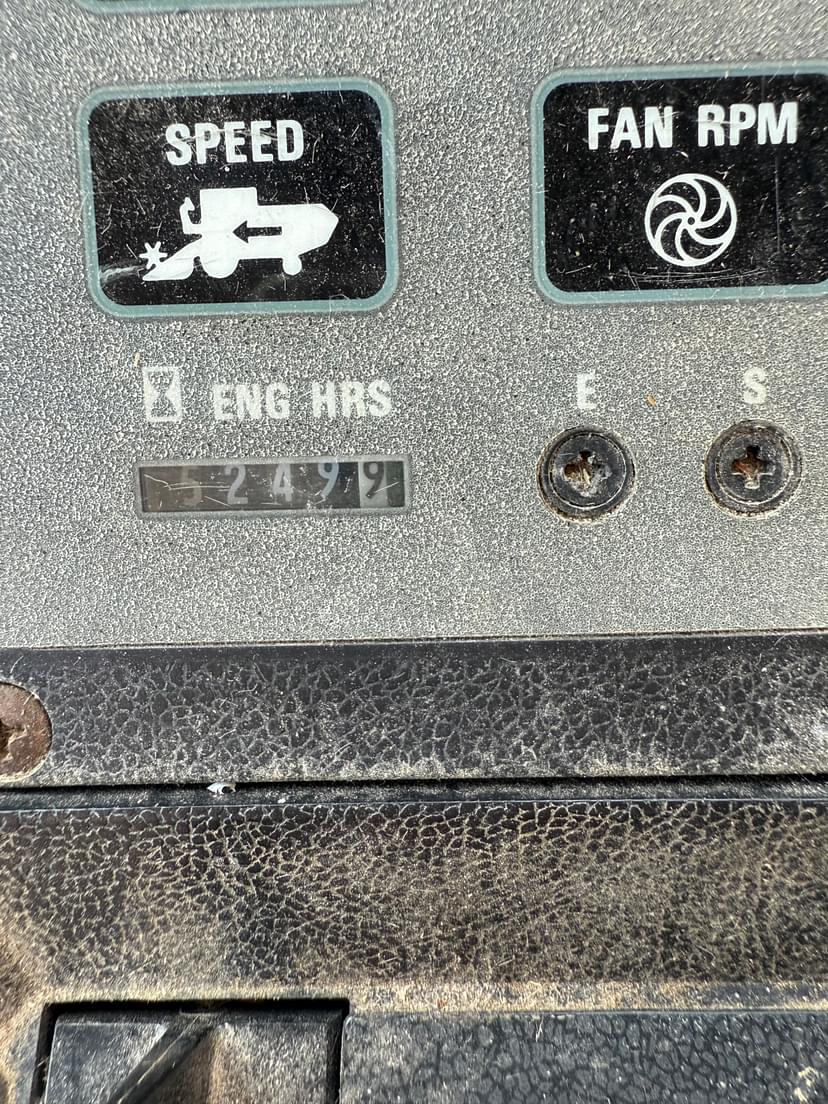 SPEED
FAN RPM
ENG HRS
E
S
52499